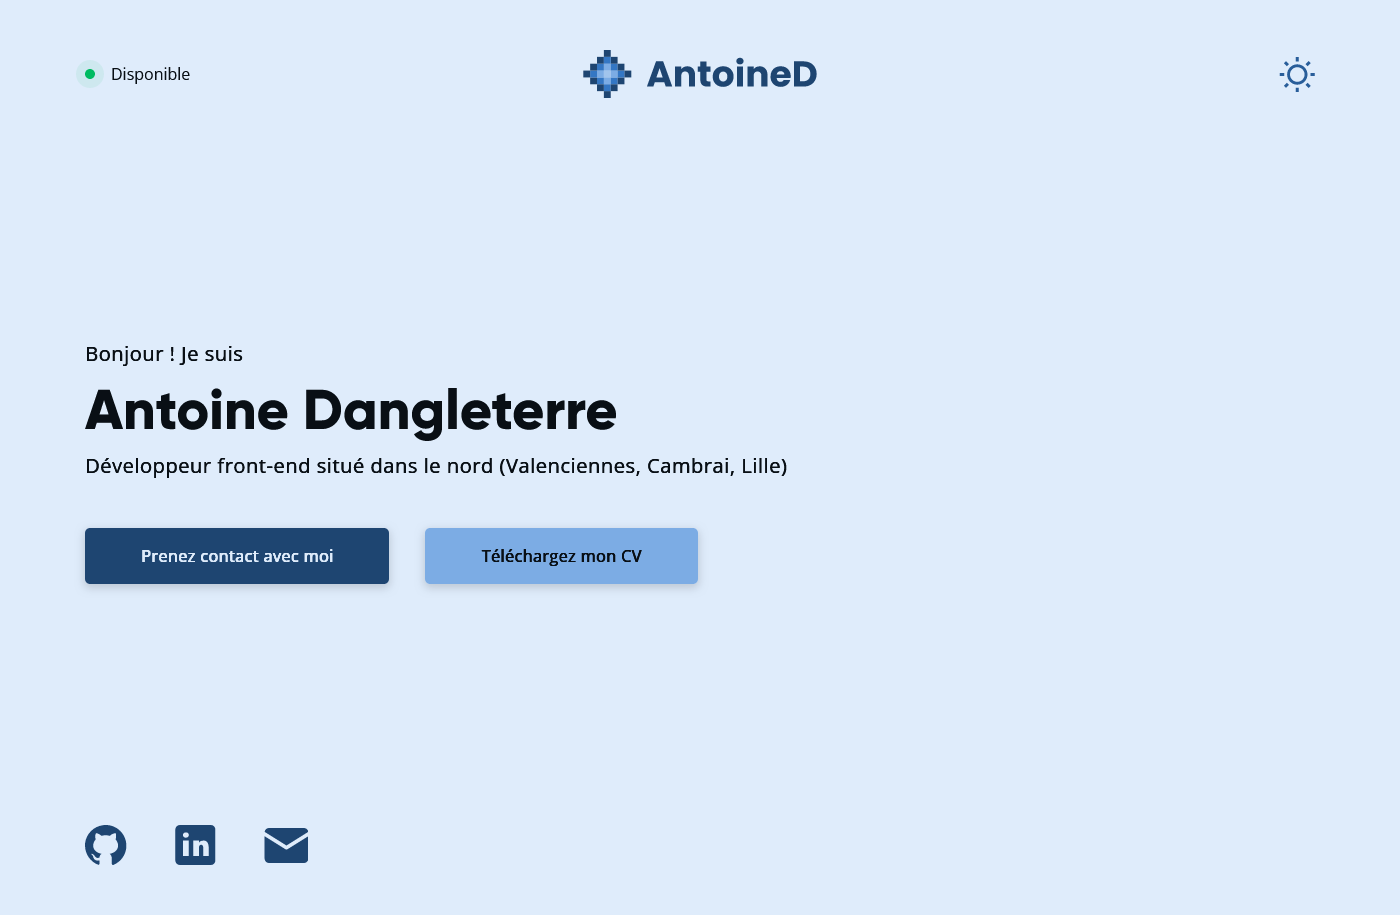 Disponible
AntoineD
Bonjour ! Je suis
Antoine Dangleterre
Développeur front-end situé dans le nord (Valenciennes, Cambrai, Lille)
Prenez contact avec moi
Téléchargez mon CV
in